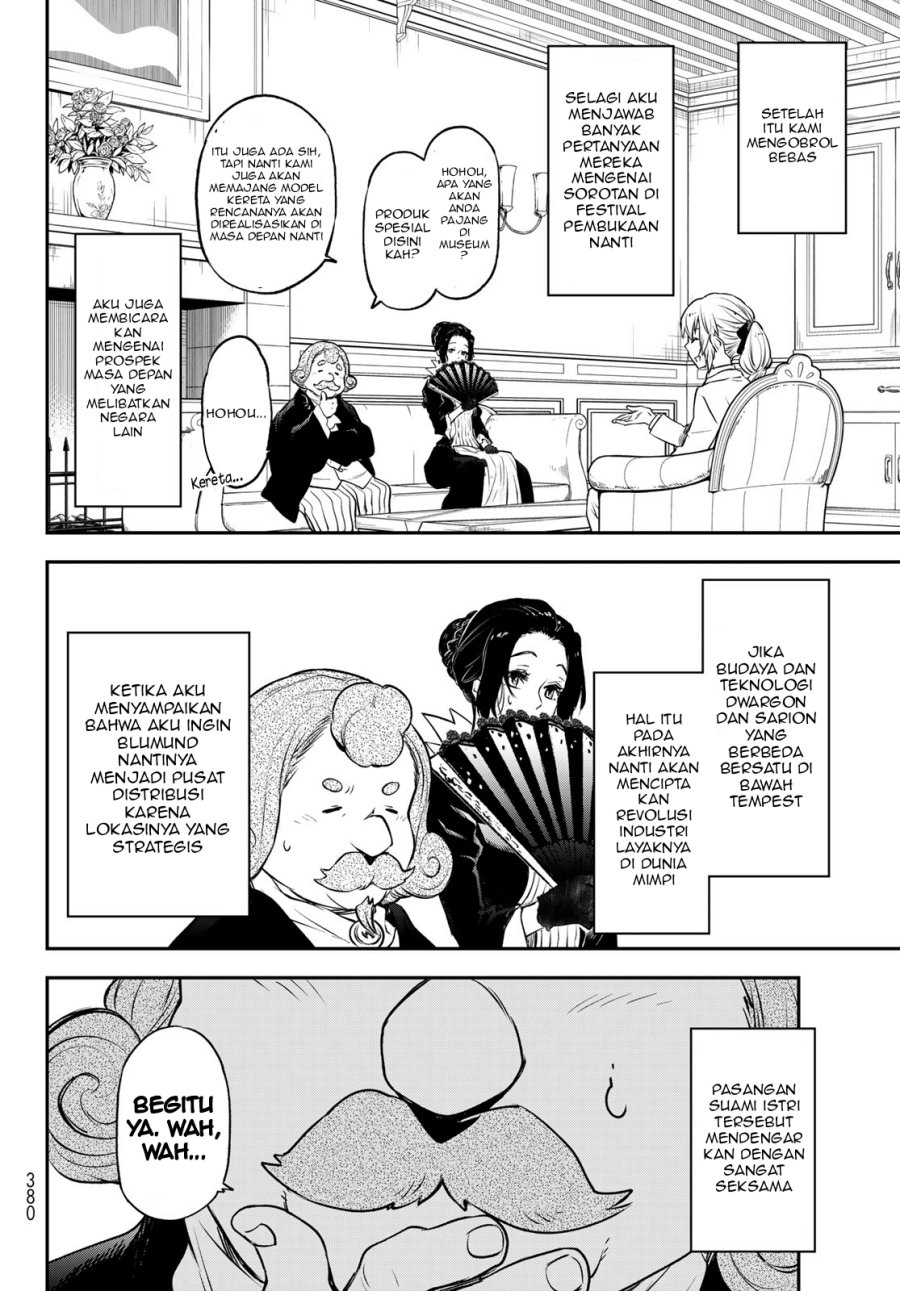 SETELAH
ITU KAMI
MENGOBROL
BEBAS
SELAGI AKU
MENJAWAB
BANYAK
PERTANYAAN
MEREKA
MENGENAI
SOROTAN DI
FESTIVAL
PEMBUKAAN
NANTI
HOHOU,
APA YANG
AKAN
ANDA
PAJANG
DI
MUSEUM
?
PRODUK
SPESIAL
DISINI
KAH?
ITU JUGA ADA SIH,
TAPI NANTI KAMI
JUGA AKAN
MEMAJANG MODEL
KERETA YANG
RENCANANYA AKAN
DIREALISASIKAN DI
MASA DEPAN NANTI
HOHOU...
Kereta...
AKU JUGA
MEMBICARA
KAN
MENGENAI
PROSPEK
MASA DEPAN
YANG
MELIBATKAN
NEGARA
LAIN
JIKA
BUDAYA DAN
TEKNOLOGI
DWARGON
DAN SARION
YANG
BERBEDA
BERSATU DI
BAWAH
TEMPEST
HAL ITU
PADA
AKHIRNYA
NANTI AKAN
MENCIPTA
KAN
REVOLUSI
INDUSTRI
LAYAKNYA
DI DUNIA
MIMPI
KETIKA AKU
MENYAMPAIKAN
BAHWA AKU INGIN
BLUMUND
NANTINYA
MENJADI PUSAT
DISTRIBUSI
KARENA
LOKASINYA YANG
STRATEGIS
PASANGAN
SUAMI ISTRI
TERSEBUT
MENDENGAR
KAN DENGAN
SANGAT
SEKSAMA
BEGITU
YA. WAH,
WAH...
380